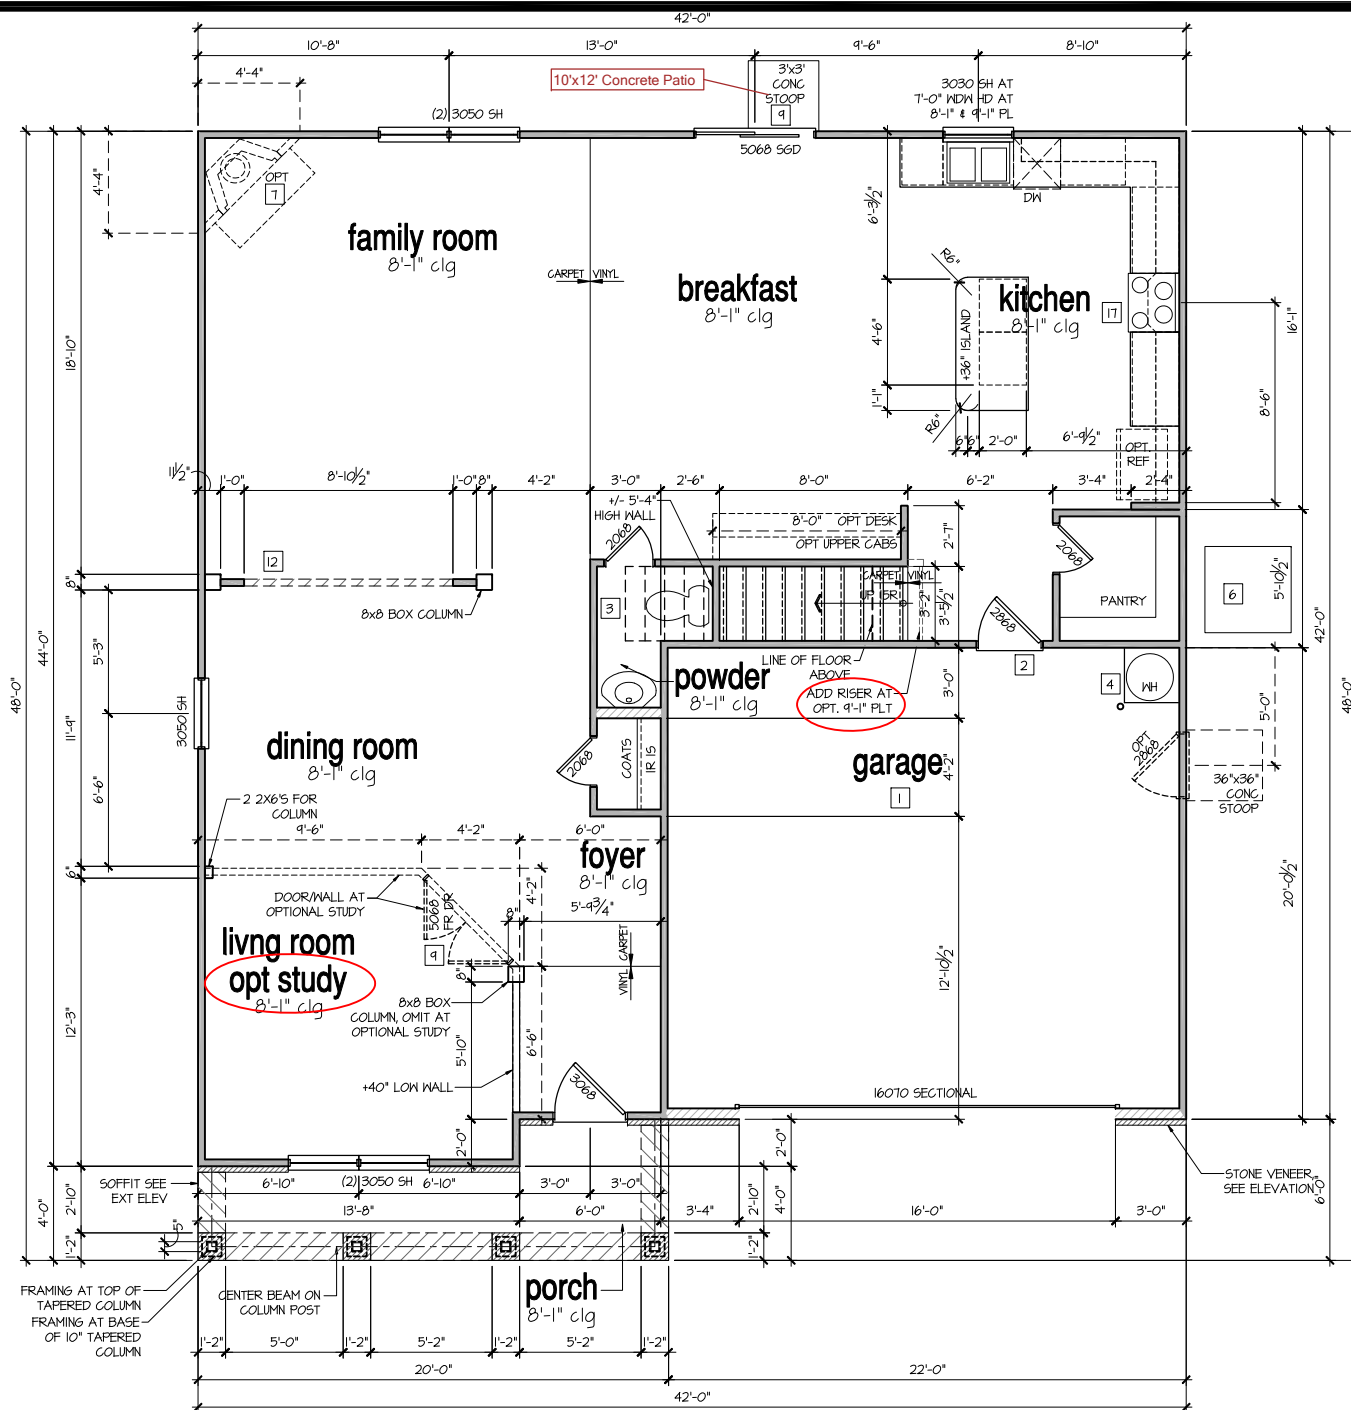 42'-0"
10'-8"
13'-0"
9'-6"
8'-10"
4'-4"
10'x12' Concrete Patio
3'x3'
CONC
STOOP
9
3030 SH AT
7'-0" WDW HD AT
8'-1" & 9'-1" PL
(2) 3050 SH
5068 SGD
4'-4"
OPT
7
DW
6'-3 1/2"
family room
8'-1" clg
CARPET VINYL
breakfast
8'-1" clg
R6"
kitchen
8'-1" clg
17
+36" ISLAND
4'-6"
1'-1"
R6"
16'-1"
18'-10"
8'-6"
6" 6"
2'-0"
6'-9 1/2"
OPT.
REF
11 1/2"
1'-0"
8'-10 1/2"
1'-0" 8"
4'-2"
3'-0"
2'-6"
8'-0"
6'-2"
3'-4"
2'-4"
+/- 5'-4"
HIGH WALL
8'-0" OPT DESK
OPT UPPER CABS
2'-7"
2068
2068
12
8"
CARPET VINYL
UP 15R
3'-2"
3'-5 1/2"
3
8x8 BOX COLUMN
2868
PANTRY
6
5'-10 1/2"
42'-0"
44'-0"
48'-0"
5'-3"
LINE OF FLOOR
ABOVE
2
powder
8'-1" clg
ADD RISER AT
OPT. 9'-1" PLT
3'-0"
4
WH
5'-0"
48'-0"
3050 SH
11'-9"
dining room
8'-1" clg
2068
COATS
1R 1S
garage
1
4'-2"
OPT
2868
36"x36"
CONC
STOOP
6'-6"
2 2X6'S FOR
COLUMN
9'-6"
4'-2"
6'-0"
foyer
8'-1" clg
6"
DOOR/WALL AT
OPTIONAL STUDY
5068
FR DR
4'-2"
8"
5'-9 3/4"
20'-0 1/2"
livng room
opt study
8'-1" clg
9
8"
VINYL CARPET
12'-10 1/2"
8x8 BOX
COLUMN, OMIT AT
OPTIONAL STUDY
12'-3"
5'-10"
6'-6"
+40" LOW WALL
3068
16070 SECTIONAL
2'-0"
2'-0"
SOFFIT SEE
EXT ELEV
6'-10"
(2) 3050 SH
6'-10"
3'-0"
3'-0"
STONE VENEER,
SEE ELEVATION
6'-0"
4'-0"
2'-10"
1'-2"
5"
13'-8"
6'-0"
3'-4"
2'-10"
4'-0"
1'-2"
16'-0"
3'-0"
FRAMING AT TOP OF
TAPERED COLUMN
FRAMING AT BASE
OF 10" TAPERED
COLUMN
CENTER BEAM ON
COLUMN POST
porch
8'-1" clg
1'-2"
5'-0"
1'-2"
5'-2"
1'-2"
5'-2"
1'-2"
20'-0"
22'-0"
42'-0"